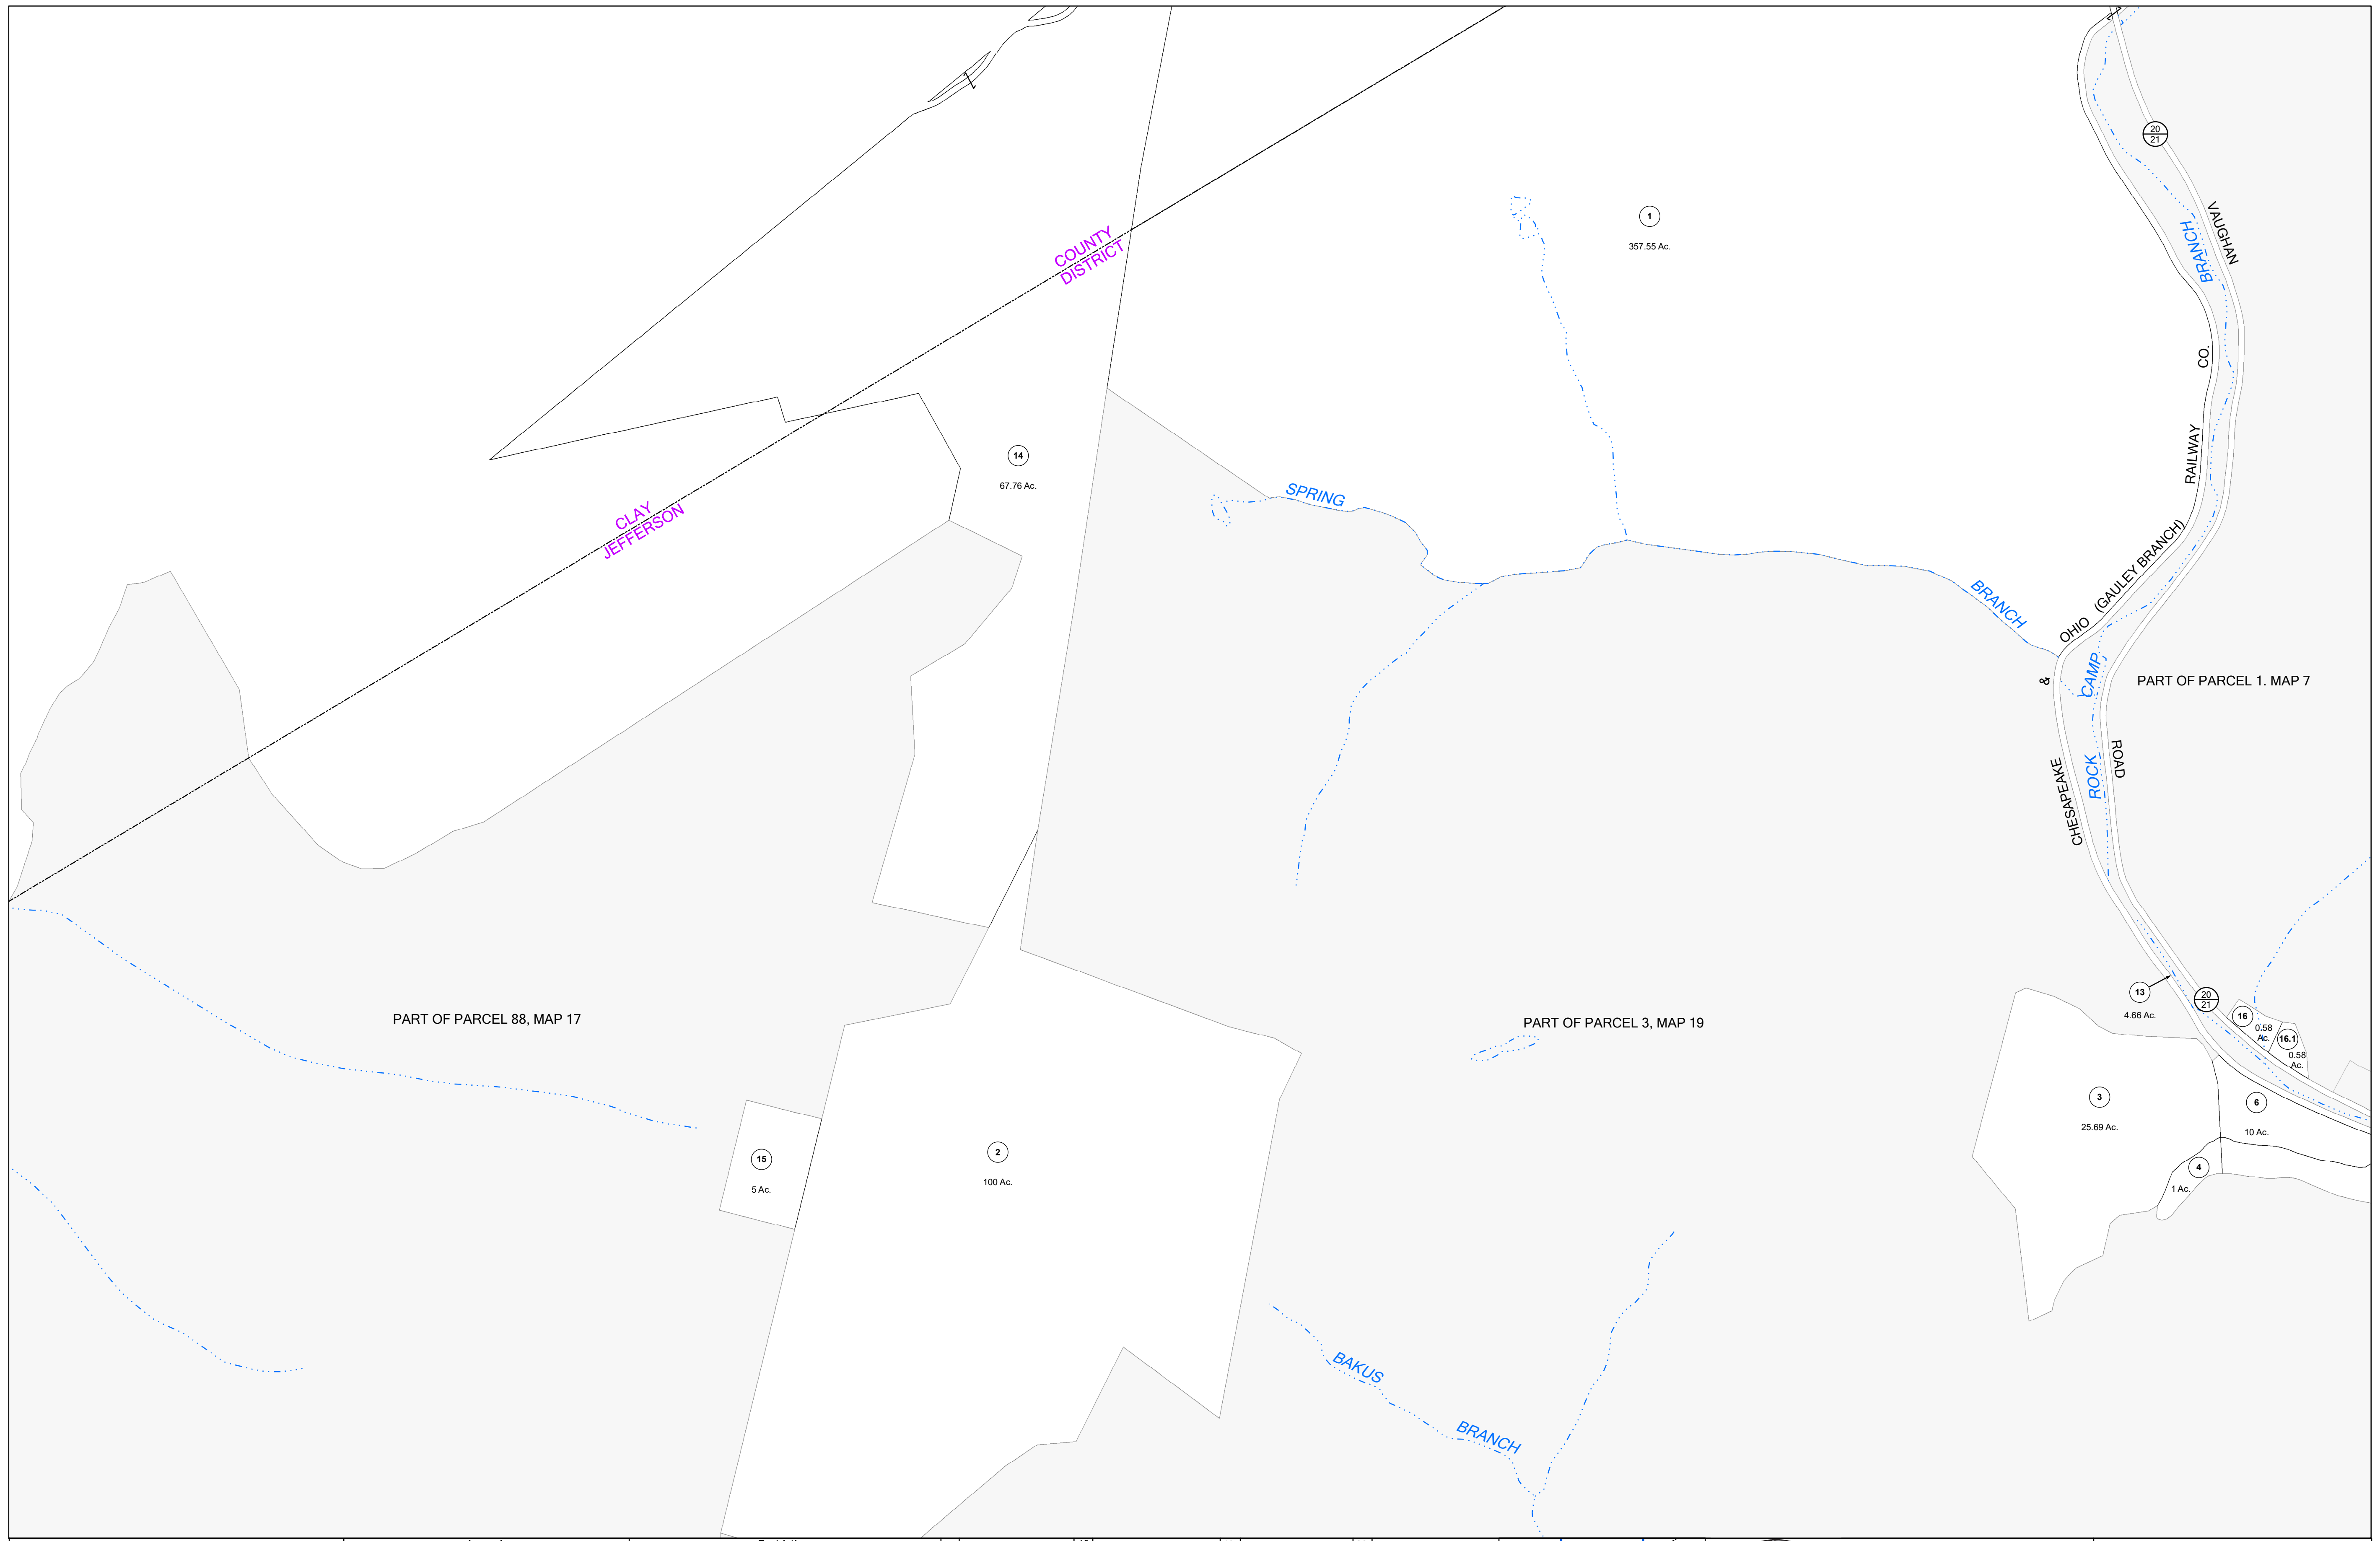 20
21
VAUGHAN
BRANCH
1
357.55 Ac.
COUNTY
DISTRICT
CO.
RAILWAY
14
67.76 Ac.
SPRING
CLAY
JEFFERSON
(GAULEY BRANCH)
BRANCH
OHIO
&
CAMP
PART OF PARCEL 1. MAP 7
ROAD
ROCK
CHESAPEAKE
13
4.66 Ac.
20
21
16
0.58
Ac.
16.1
0.58
Ac.
PART OF PARCEL 88, MAP 17
PART OF PARCEL 3, MAP 19
3
25.69 Ac.
6
10 Ac.
15
5 Ac.
2
100 Ac.
4
1 Ac.
BAKUS
BRANCH